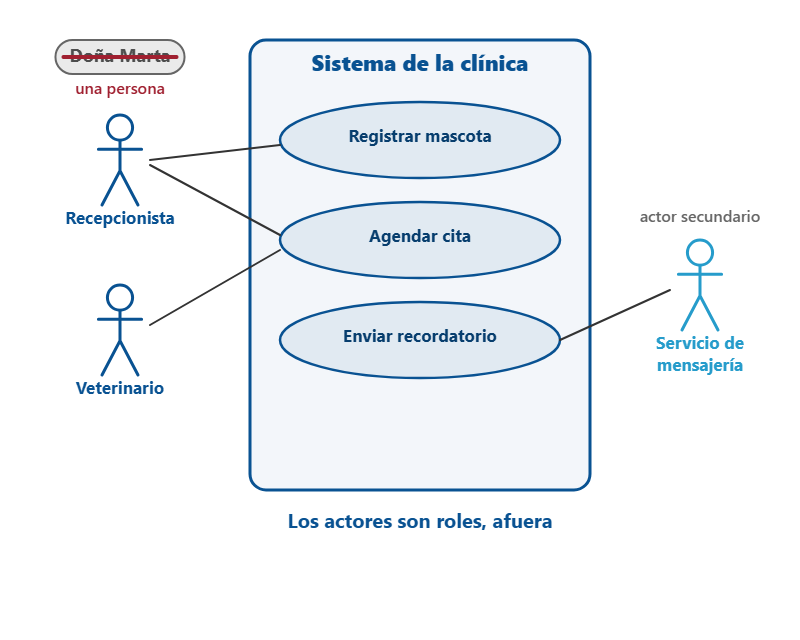 Doña Marta
una persona
Recepcionista
Veterinario
Sistema de la clínica
Registrar mascota
Agendar cita
Enviar recordatorio
actor secundario
Servicio de
mensajería
Los actores son roles, afuera